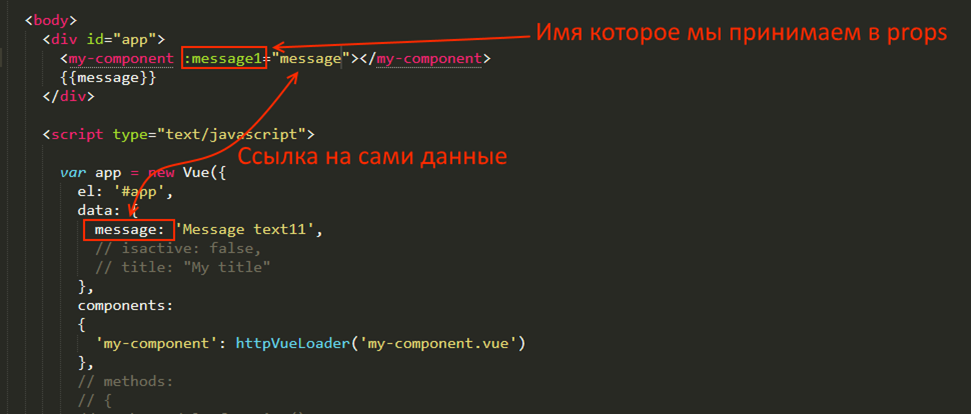 <body>
<div id="app">
<my-component :message1="message"></my-component>
{{message}}
</div>
Имя которое мы принимаем в props
<script type="text/javascript">
Ссылка на сами данные
var app = new Vue({
el: '#app',
data: {
message: 'Message text11',
// isactive: false,
// title: "My title"
},
components:
{
'my-component': httpVueLoader('my-component.vue')
},
// methods:
// {